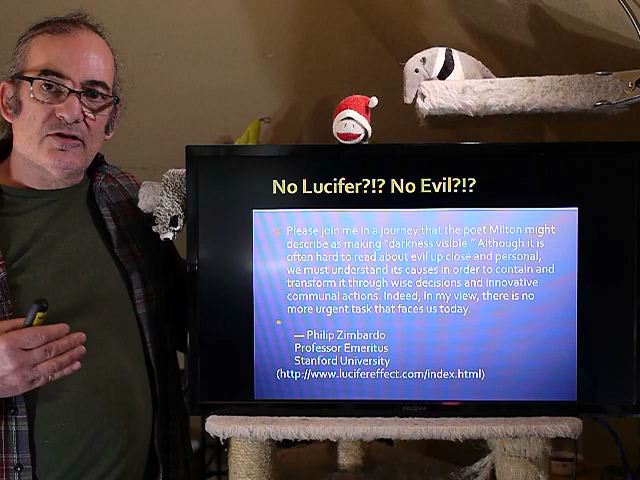 No Lucifer?!? No Evil?!?
Please join me in a journey that the poet Milton might
describe as making "darkness visible." Although it is
often hard to read about evil up close and personal,
we must understand its causes in order to contain and
transform it through wise decisions and innovative
communal actions. Indeed, in my view, there is no
more urgent task that faces us today.
— Philip Zimbardo
Professor Emeritus
Stanford University
(http://www.lucifereffect.com/index.html)
INSIGNIA